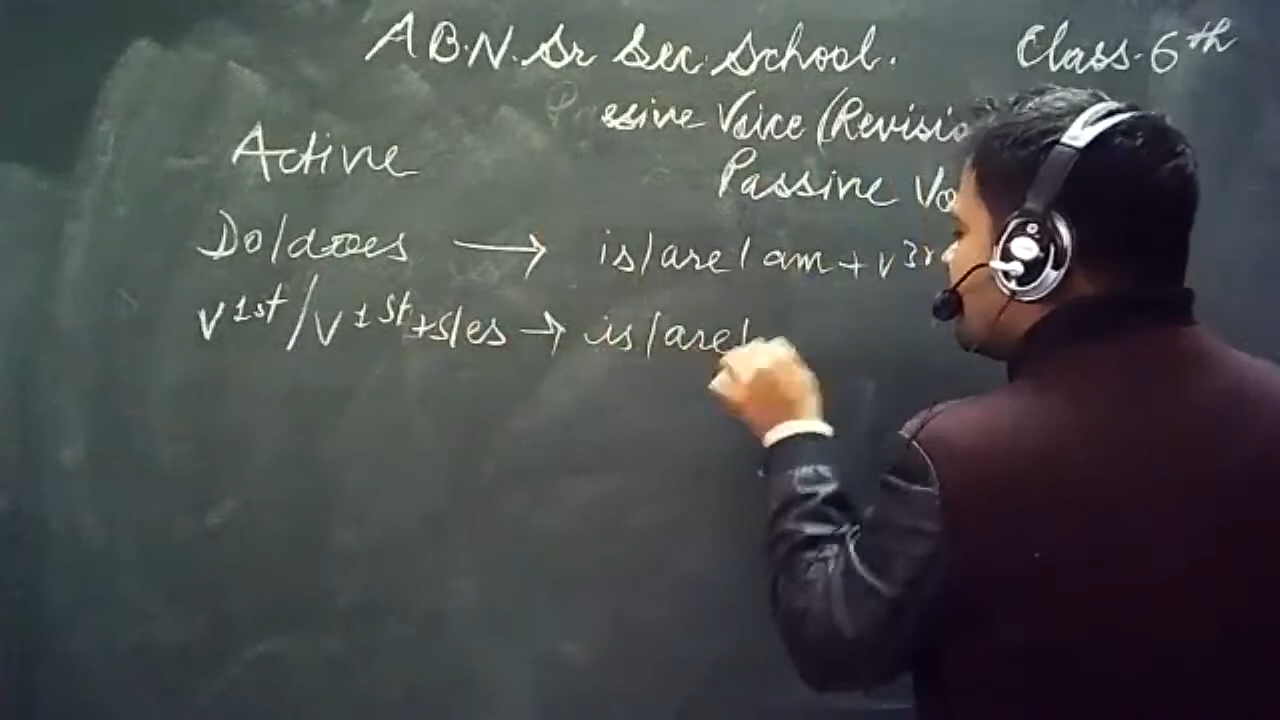 A.B.N. Sr Sec. School. Class-6th
Voice (Revisio
Active
Passive Vo
Do/does → is/are/am+v3r
v1st/v1st+s/es → is/are/